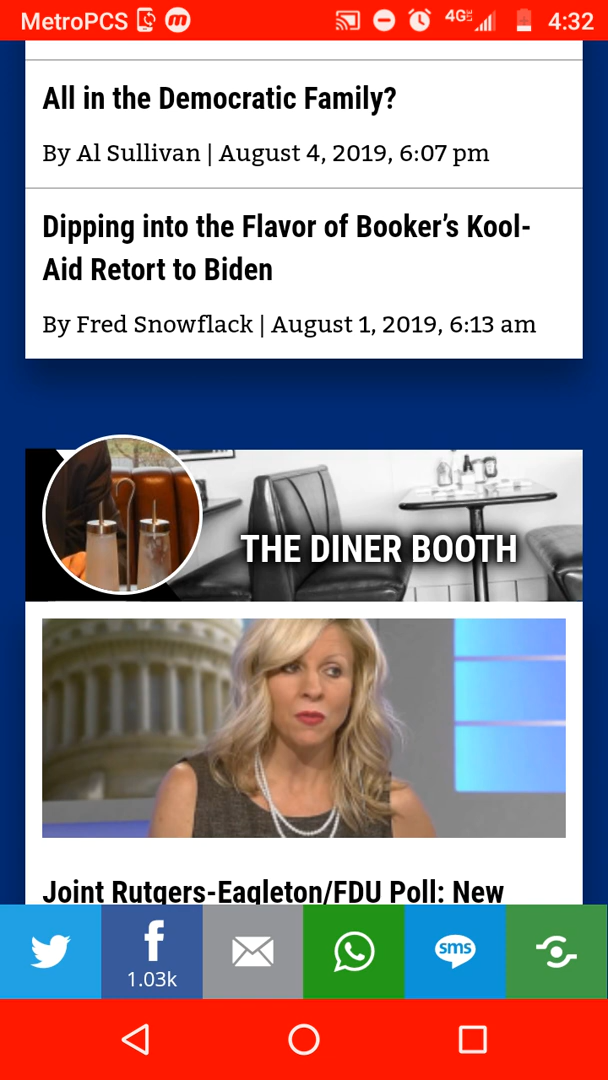 MetroPCS
4G LTE
4:32
All in the Democratic Family?
By Al Sullivan | August 4, 2019, 6:07 pm
Dipping into the Flavor of Booker’s Kool-
Aid Retort to Biden
By Fred Snowflack | August 1, 2019, 6:13 am
THE DINER BOOTH
Joint Rutgers-Eagleton/FDU Poll: New
1.03k
sms